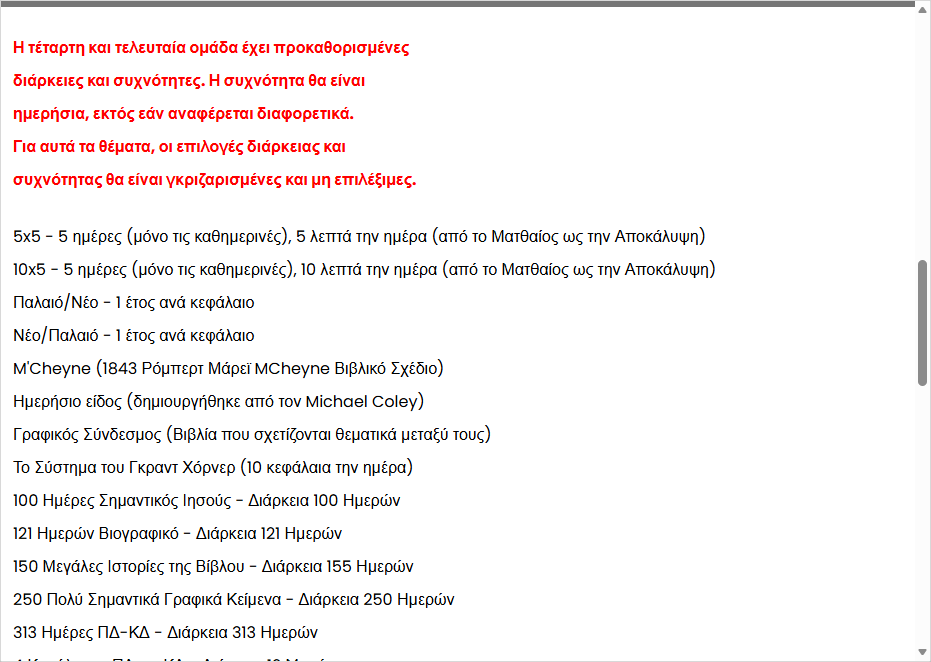 Η τέταρτη και τελευταία ομάδα έχει προκαθορισμένες
διάρκειες και συχνότητες. Η συχνότητα θα είναι
ημερήσια, εκτός εάν αναφέρεται διαφορετικά.
Για αυτά τα θέματα, οι επιλογές διάρκειας και
συχνότητας θα είναι γκριζαρισμένες και μη επιλέξιμες.
5x5 - 5 ημέρες (μόνο τις καθημερινές), 5 λεπτά την ημέρα (από το Ματθαίος ως την Αποκάλυψη)
10x5 - 5 ημέρες (μόνο τις καθημερινές), 10 λεπτά την ημέρα (από το Ματθαίος ως την Αποκάλυψη)
Παλαιό/Νέο - 1 έτος ανά κεφάλαιο
Νέο/Παλαιό - 1 έτος ανά κεφάλαιο
M'Cheyne (1843 Ρόμπερτ Μάρεϊ MCheyne Βιβλικό Σχέδιο)
Ημερήσιο είδος (δημιουργήθηκε από τον Michael Coley)
Γραφικός Σύνδεσμος (Βιβλία που σχετίζονται θεματικά μεταξύ τους)
Το Σύστημα του Γκραντ Χόρνερ (10 κεφάλαια την ημέρα)
100 Ημέρες Σημαντικός Ιησούς - Διάρκεια 100 Ημερών
121 Ημερών Βιογραφικό - Διάρκεια 121 Ημερών
150 Μεγάλες Ιστορίες της Βίβλου - Διάρκεια 155 Ημερών
250 Πολύ Σημαντικά Γραφικά Κείμενα - Διάρκεια 250 Ημερών
313 Ημέρες ΠΔ-ΚΔ - Διάρκεια 313 Ημερών